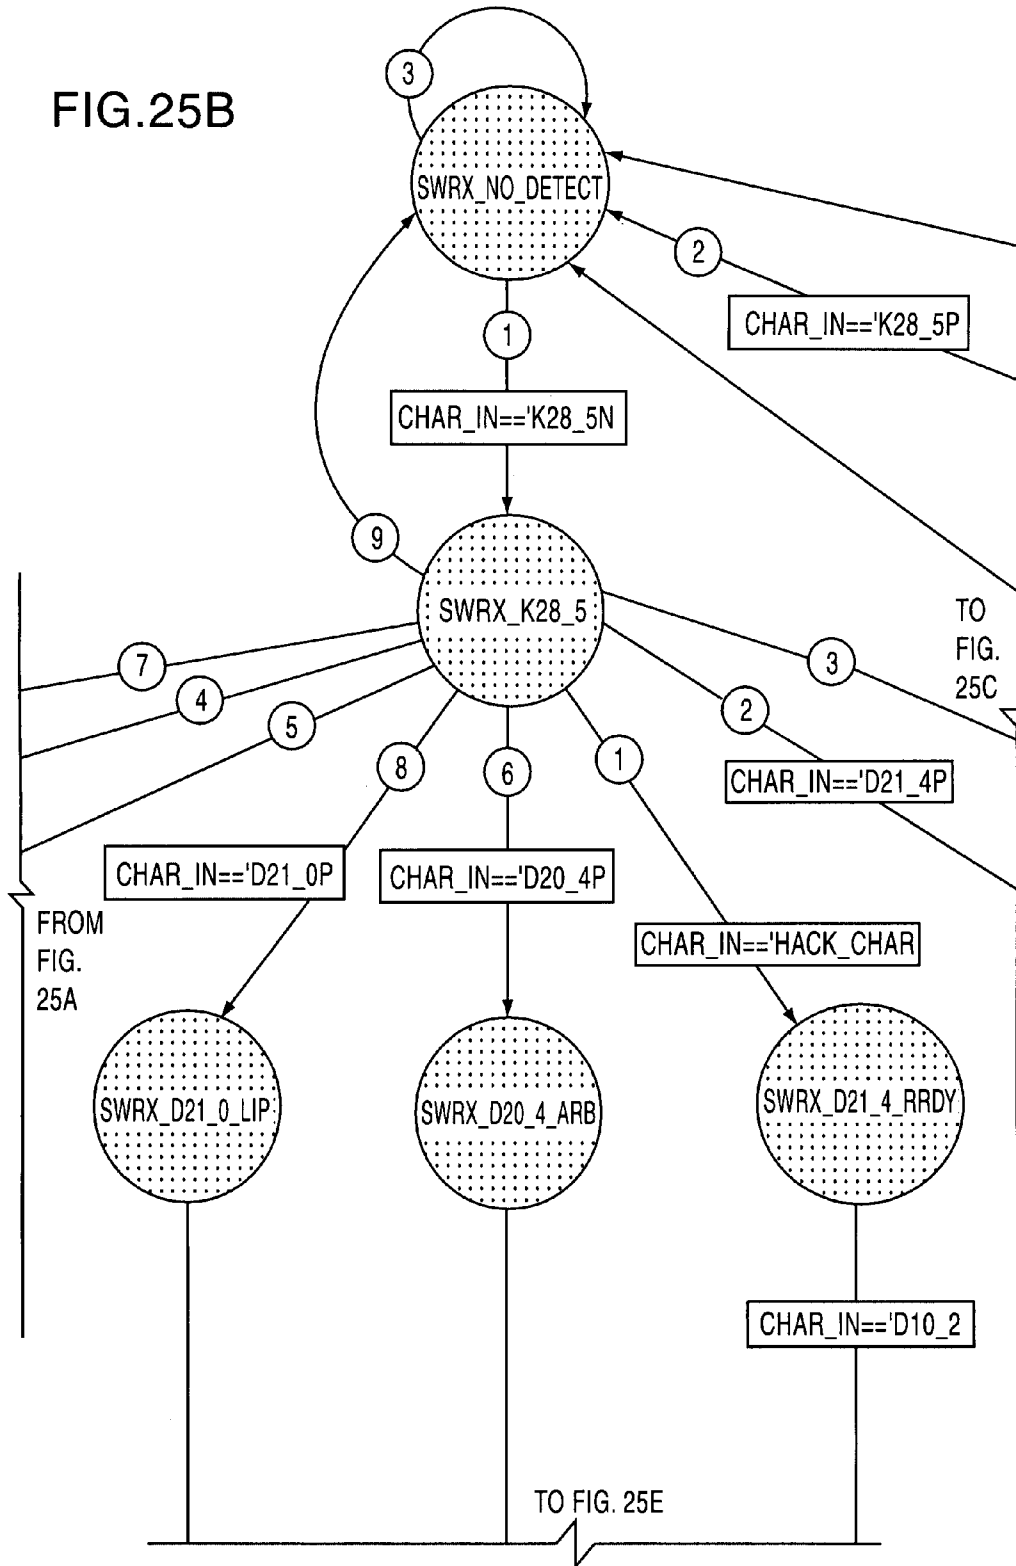 FIG.25B
3
SWRX_NO_DETECT
2
CHAR_IN=='K28_5P
1
CHAR_IN=='K28_5N
9
SWRX_K28_5
TO
FIG.
25C
7
4
5
8
6
1
2
3
CHAR_IN=='D21_4P
CHAR_IN=='D21_0P
CHAR_IN=='D20_4P
CHAR_IN=='HACK_CHAR
FROM
FIG.
25A
SWRX_D21_0_LIP
SWRX_D20_4_ARB
SWRX_D21_4_RRDY
CHAR_IN=='D10_2
TO FIG. 25E